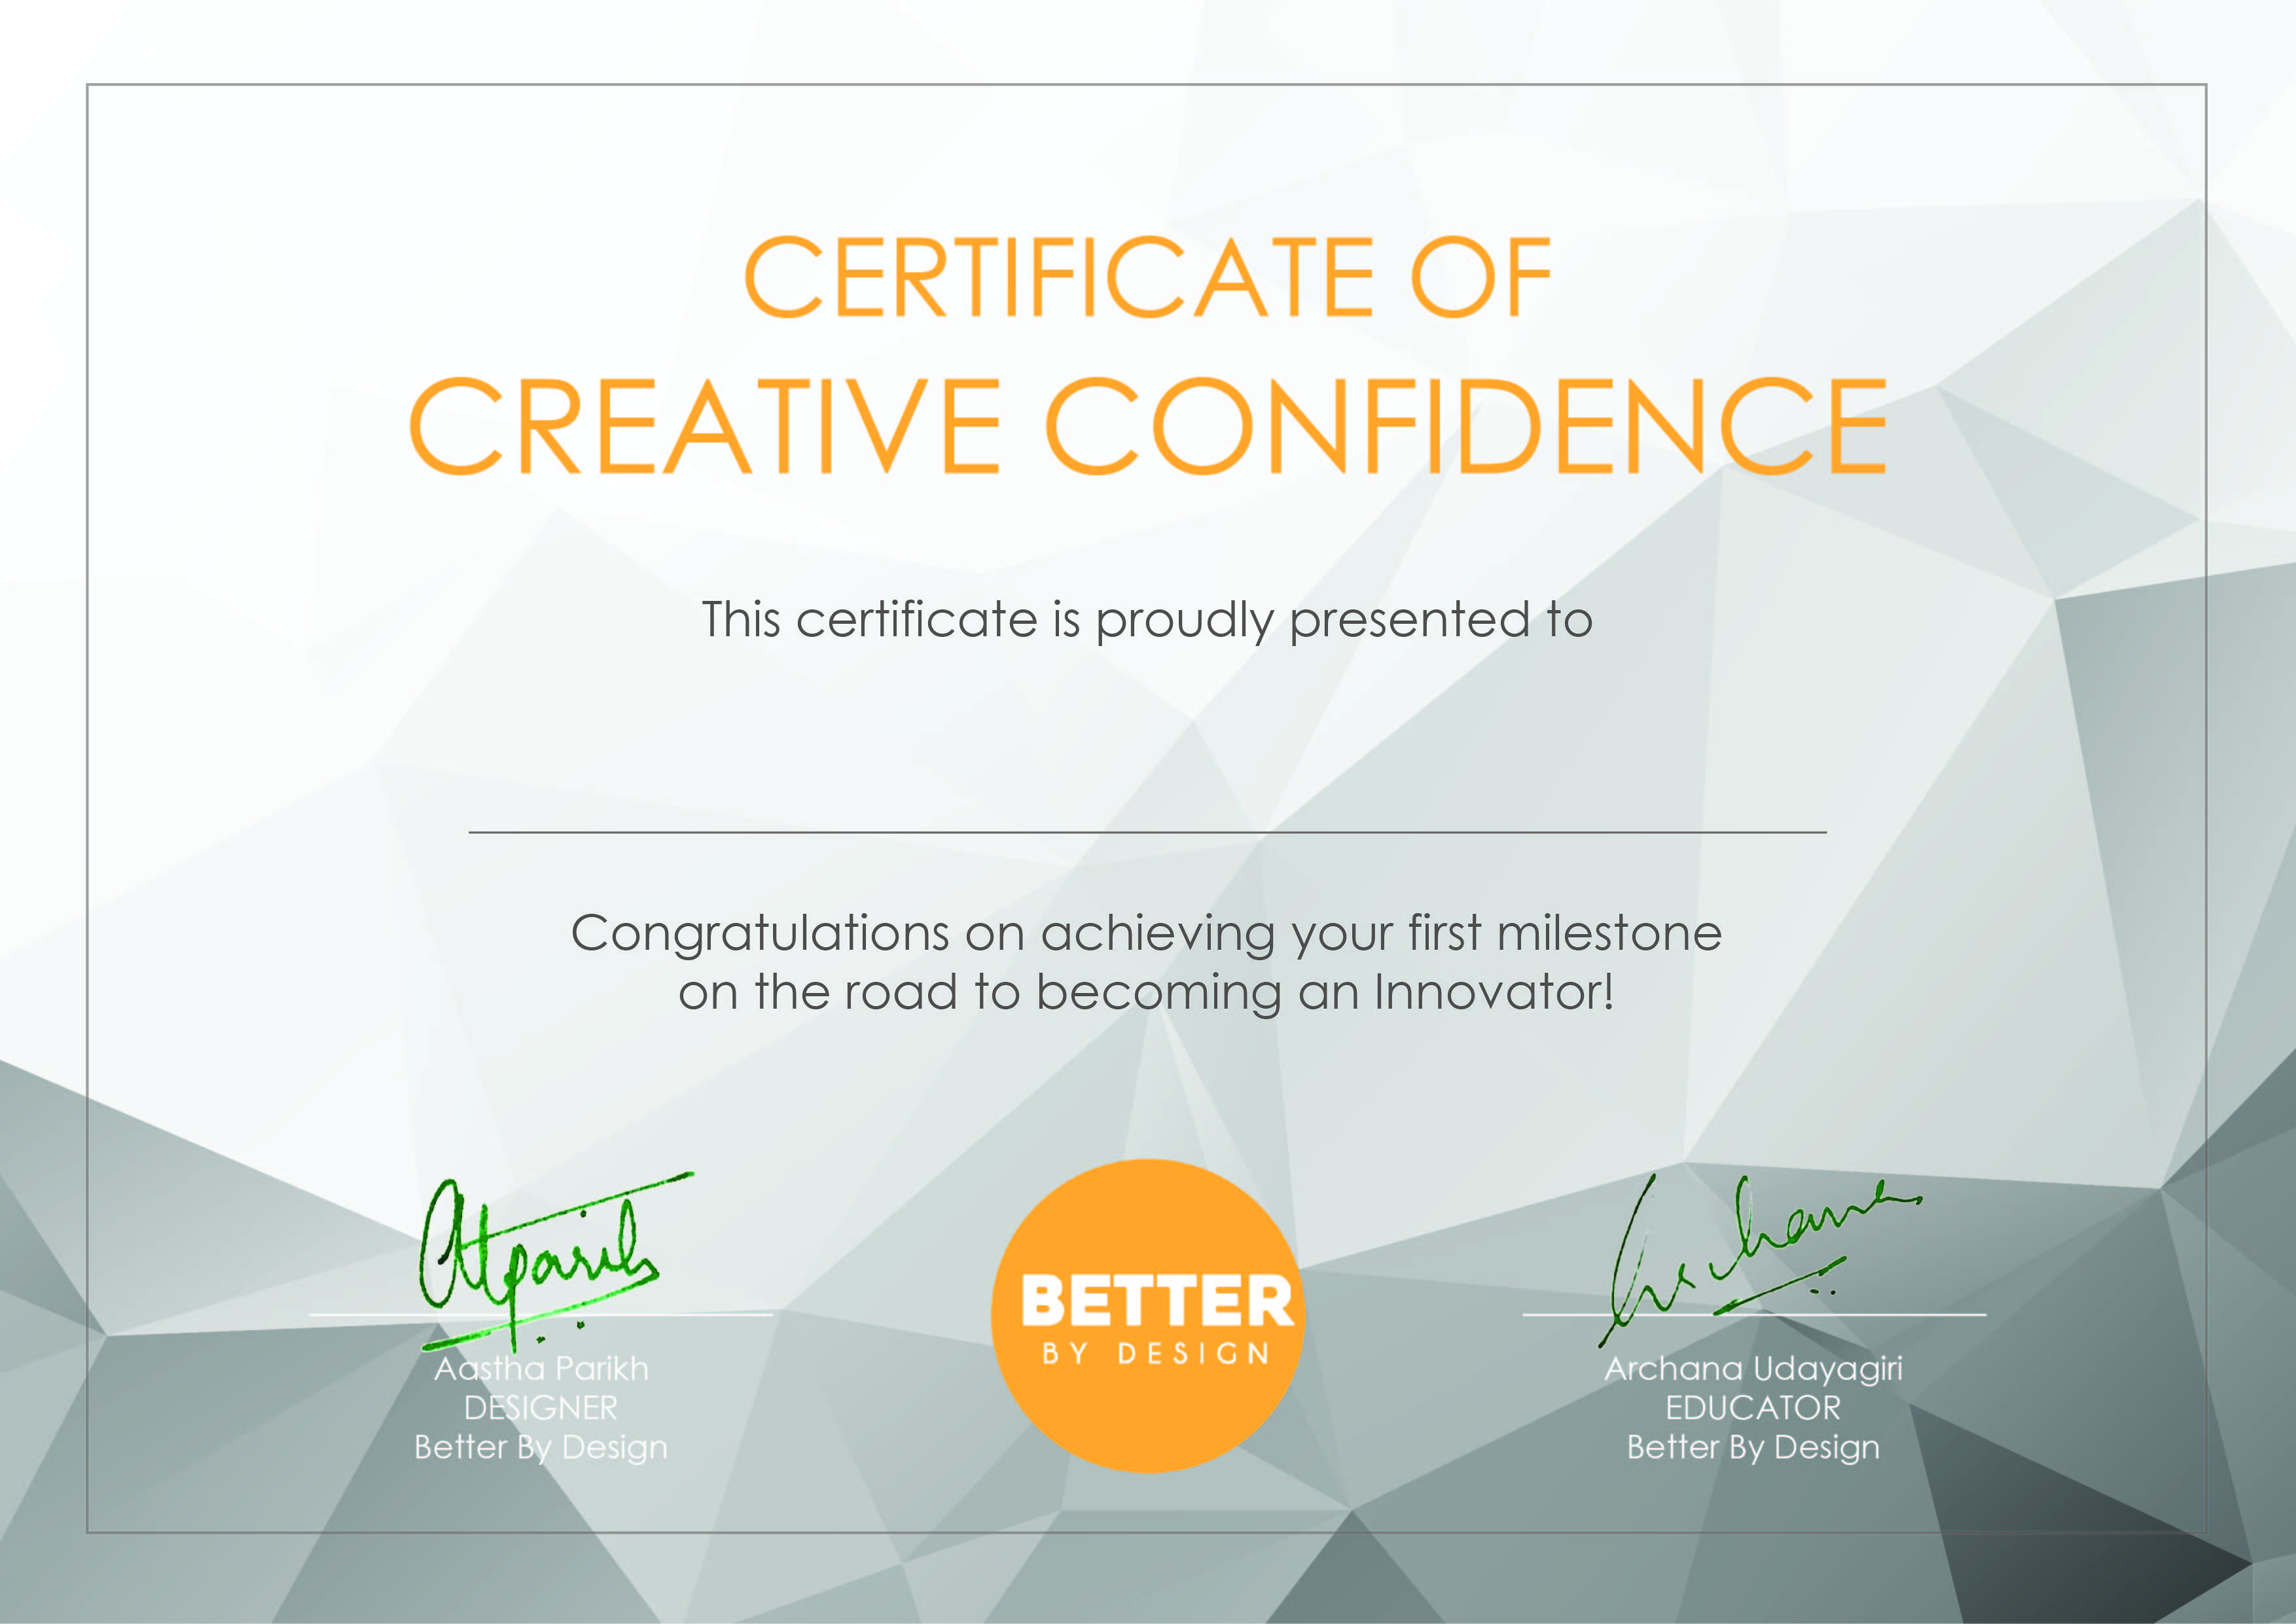 CERTIFICATE OF
CREATIVE CONFIDENCE
This certificate is proudly presented to
Congratulations on achieving your first milestone
on the road to becoming an Innovator!
Atparikh
Archana
Aastha Parikh
DESIGNER
Better By Design
BETTER
BY DESIGN
Archana Udayagiri
EDUCATOR
Better By Design